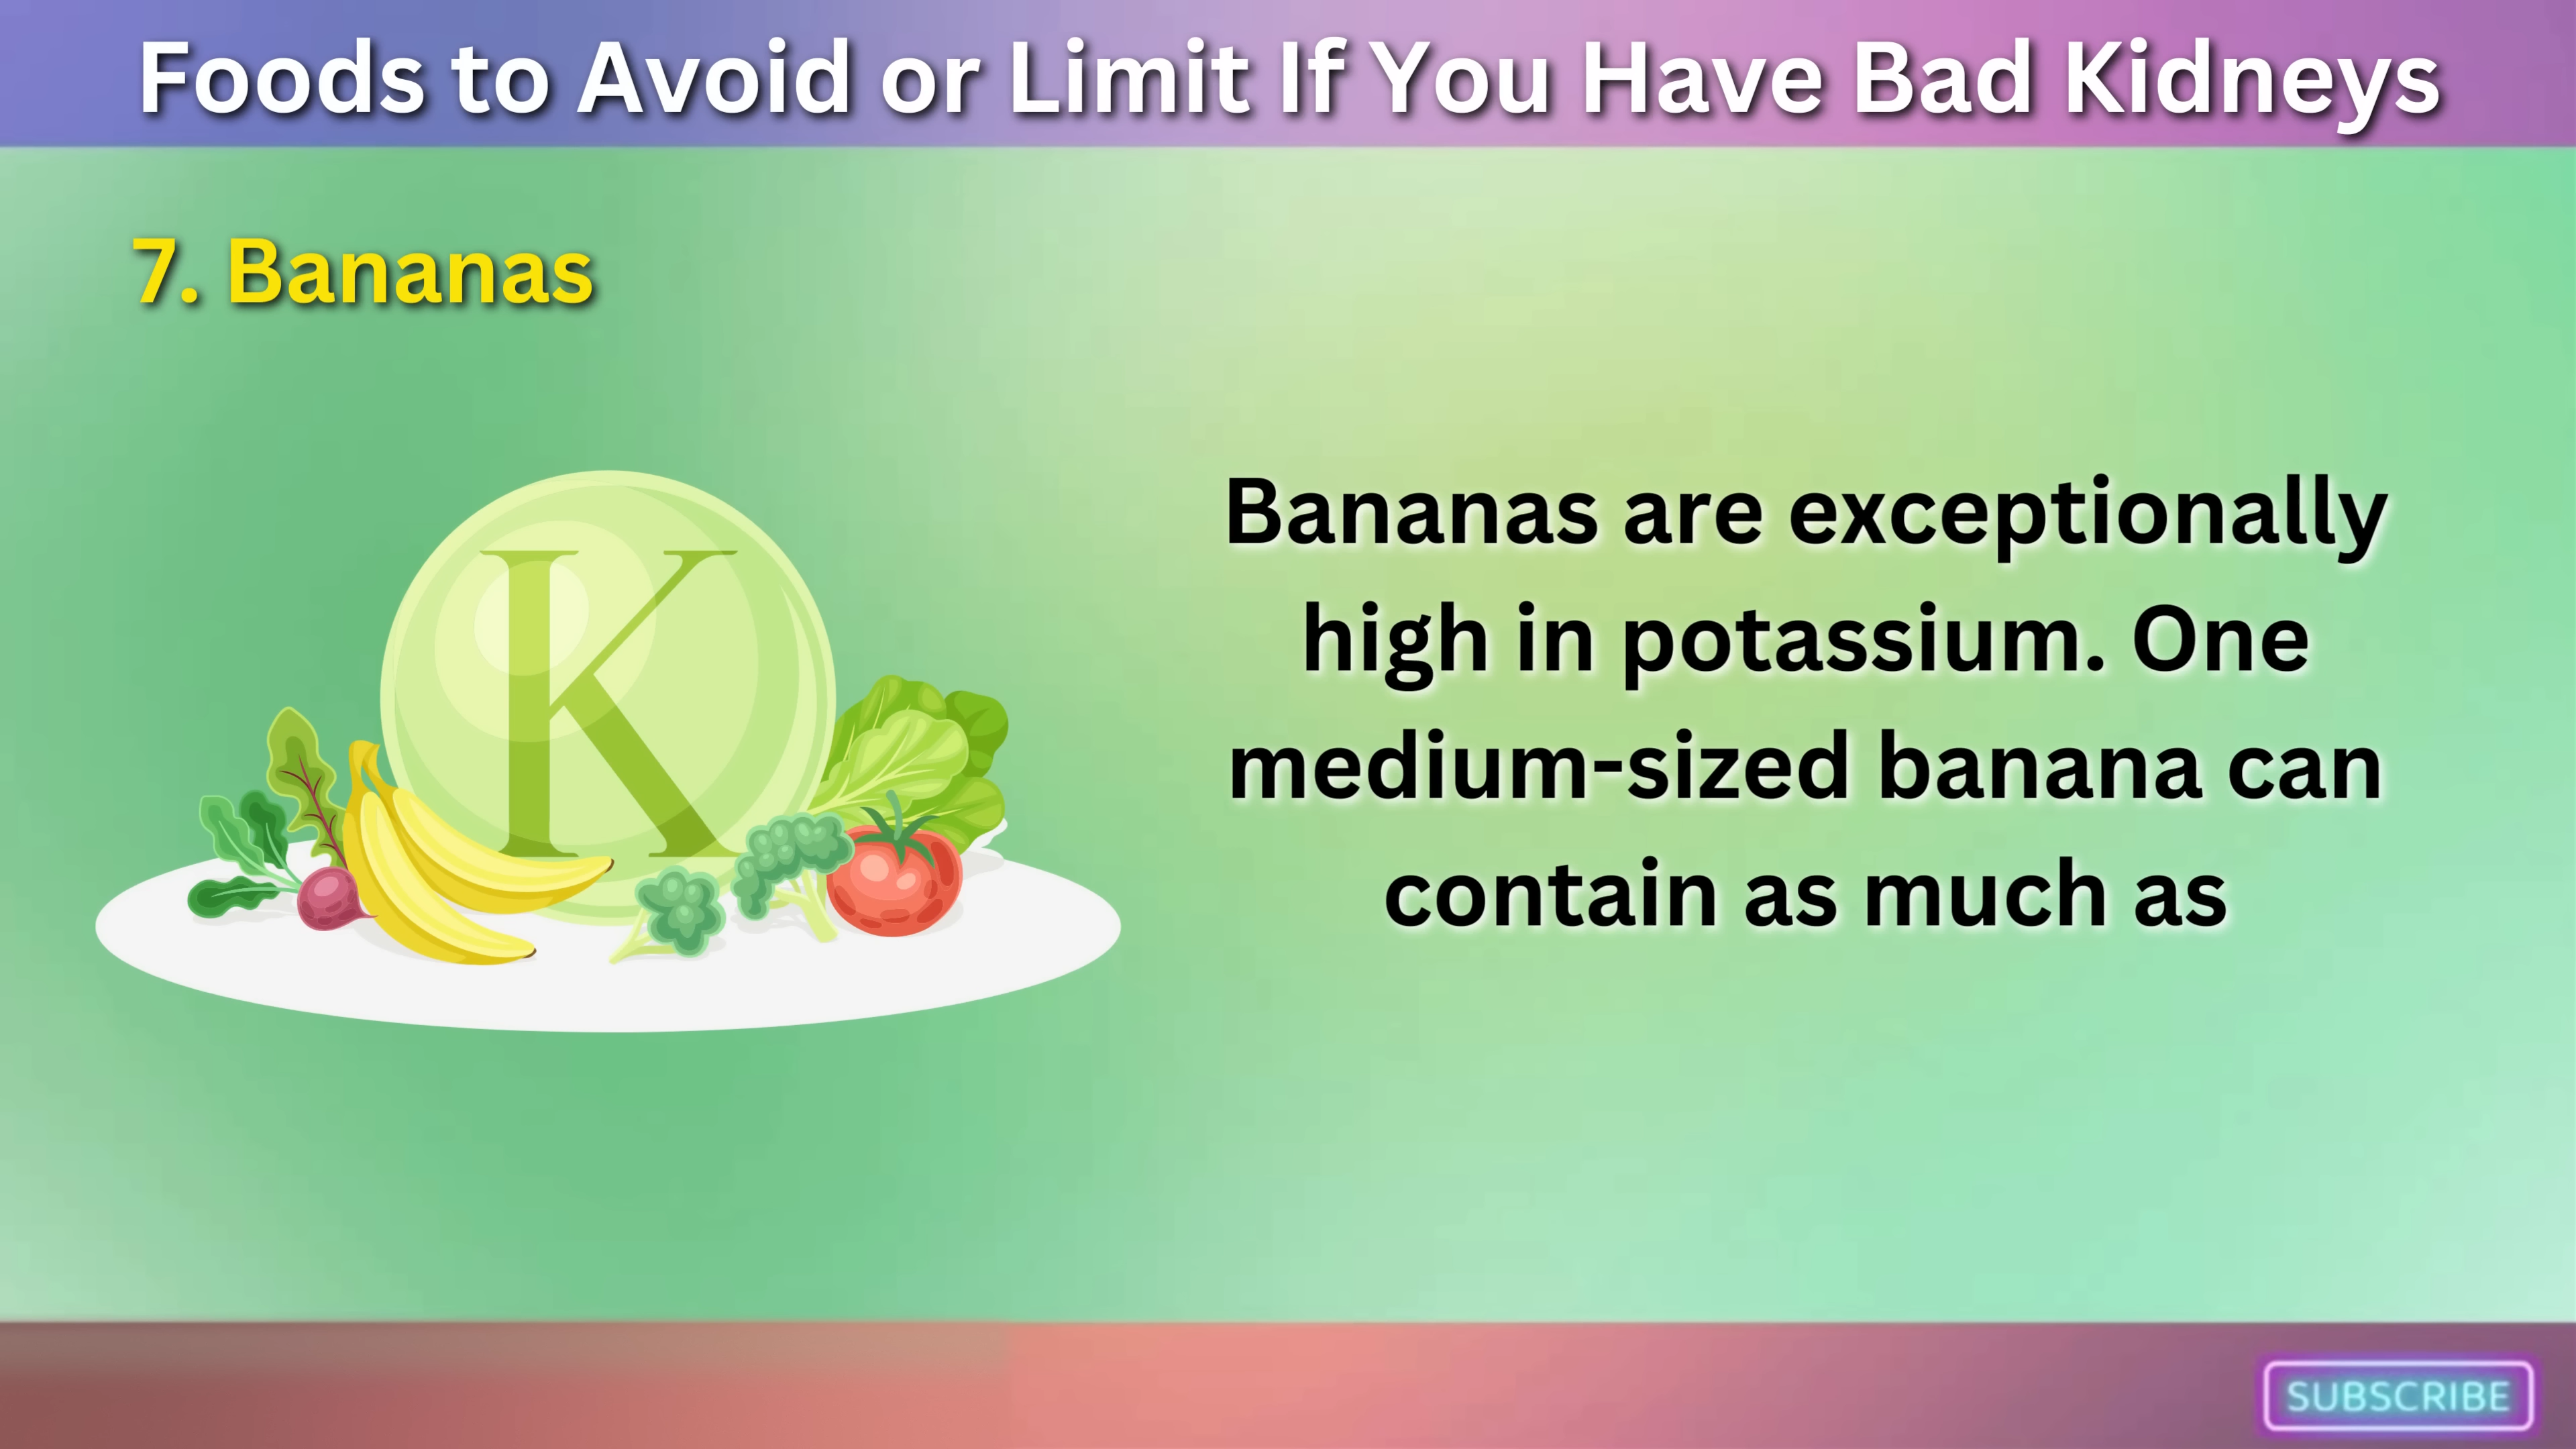 Foods to Avoid or Limit If You Have Bad Kidneys
7. Bananas
K
Bananas are exceptionally
high in potassium. One
medium-sized banana can
contain as much as
SUBSCRIBE